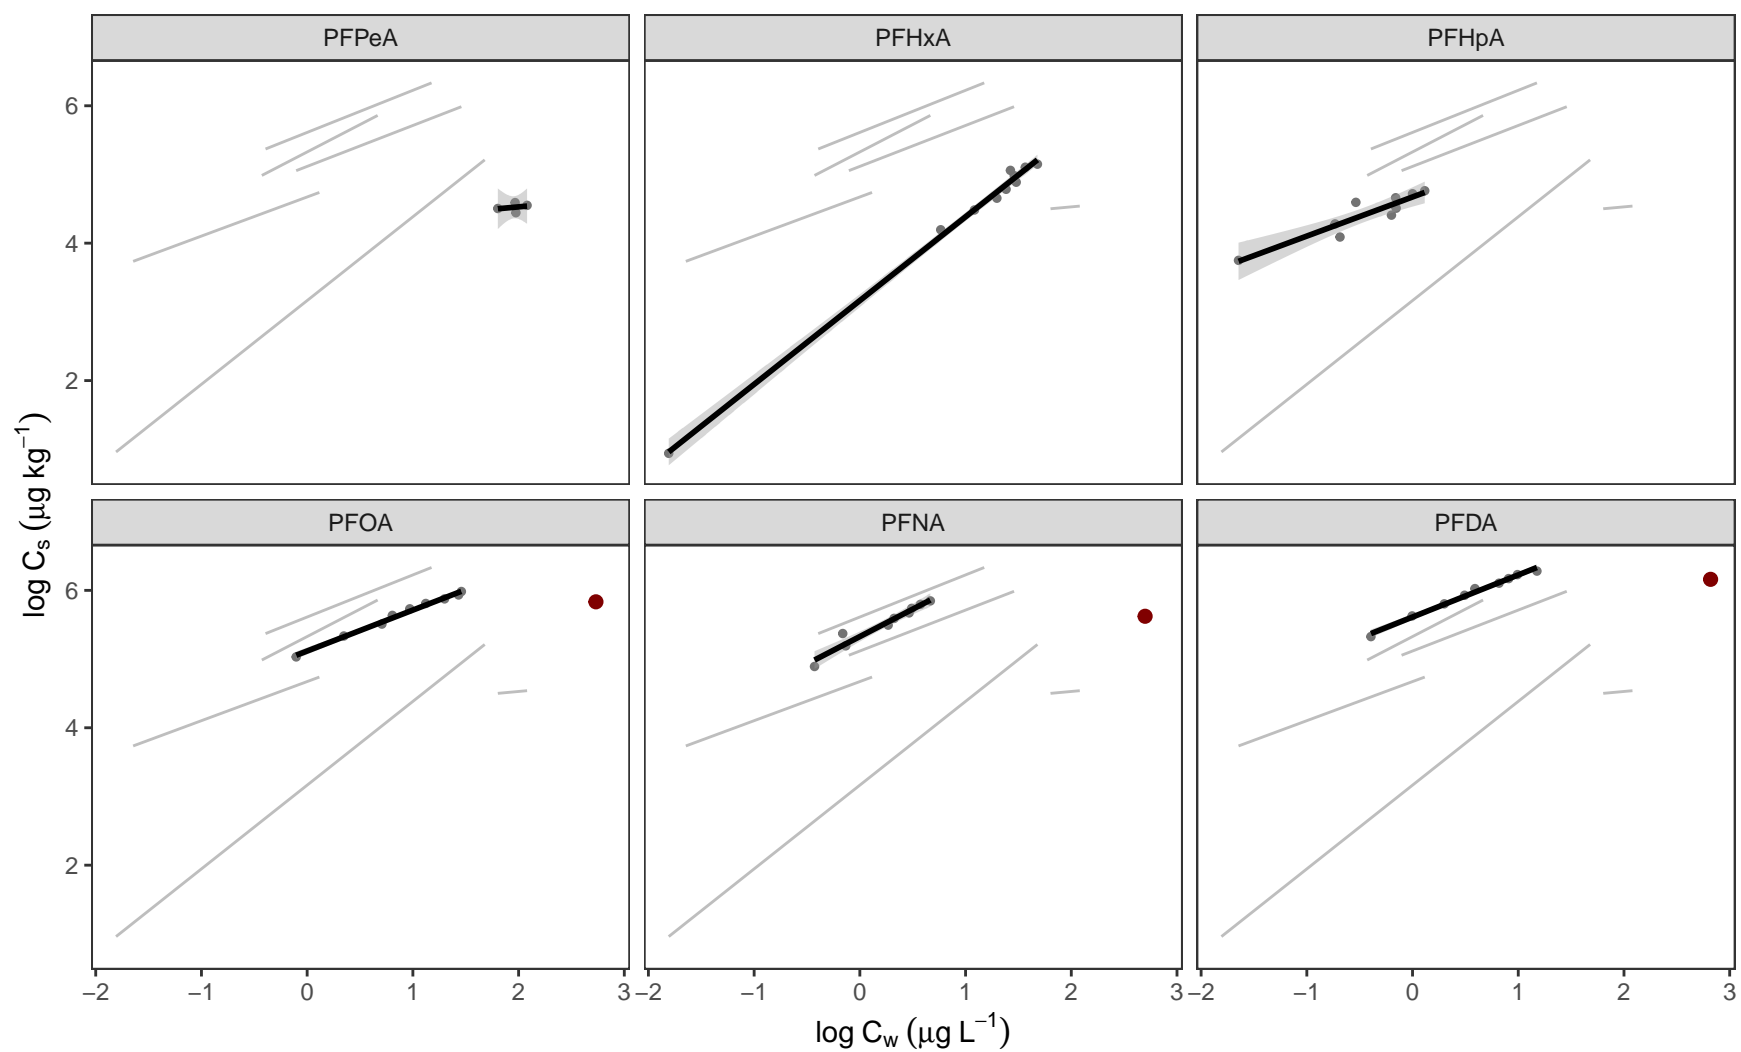 PFPeA PFHxA PFHpA
6
4
2
PFOA PFNA PFDA
6
4
2
log Cₛ (μg kg⁻¹)
−2 −1 0 1 2 3 −2 −1 0 1 2 3 −2 −1 0 1 2 3
log C_w (μg L⁻¹)